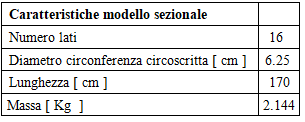 Caratteristiche modello sezionale
Numero lati 16
Diametro circonferenza circoscritta [ cm ] 6.25
Lunghezza [ cm ] 170
Massa [ Kg ] 2.144